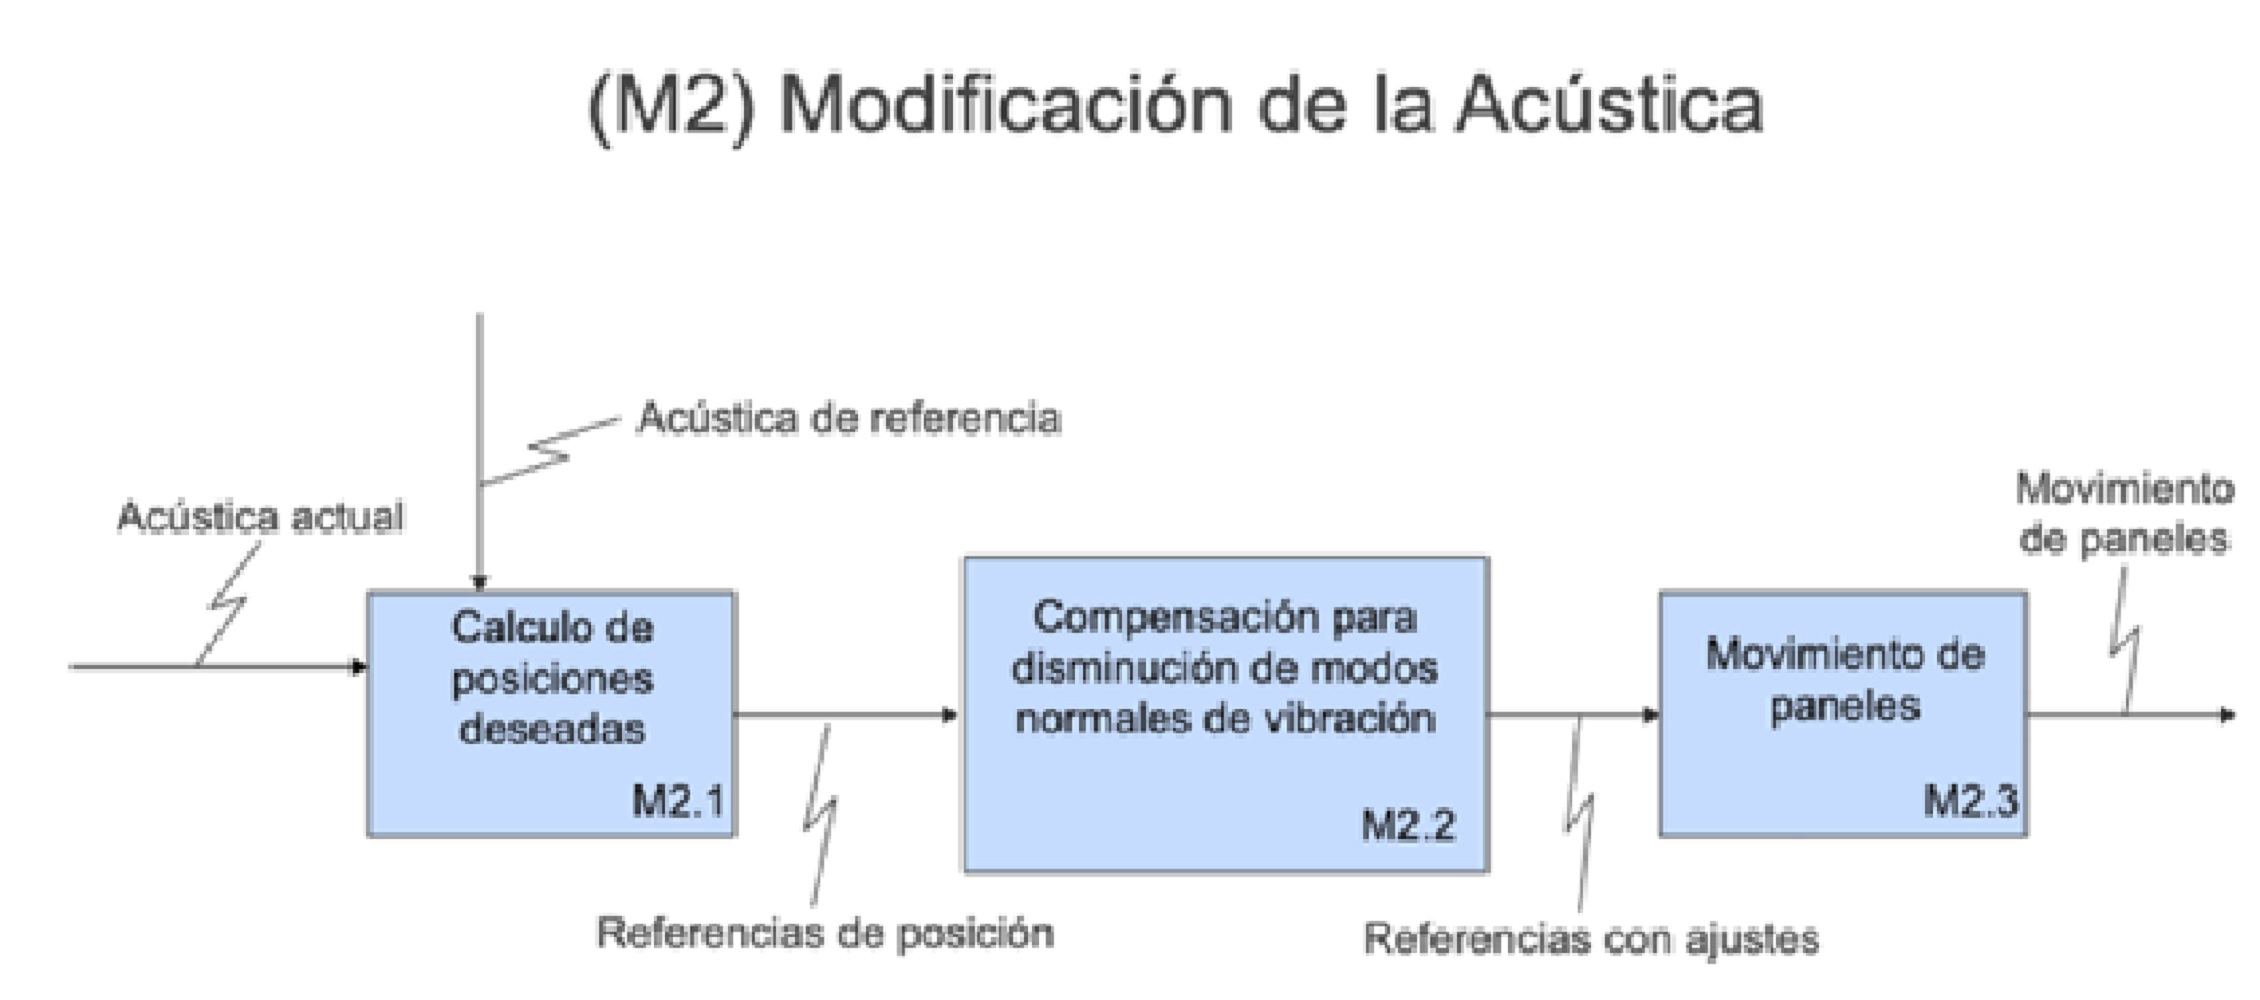 (M2) Modificación de la Acústica
Acústica de referencia
Acústica actual
Movimiento
de paneles
Calculo de
posiciones
deseadas
M2.1
Compensación para
disminución de modos
normales de vibración
M2.2
Movimiento de
paneles
M2.3
Referencias de posición
Referencias con ajustes